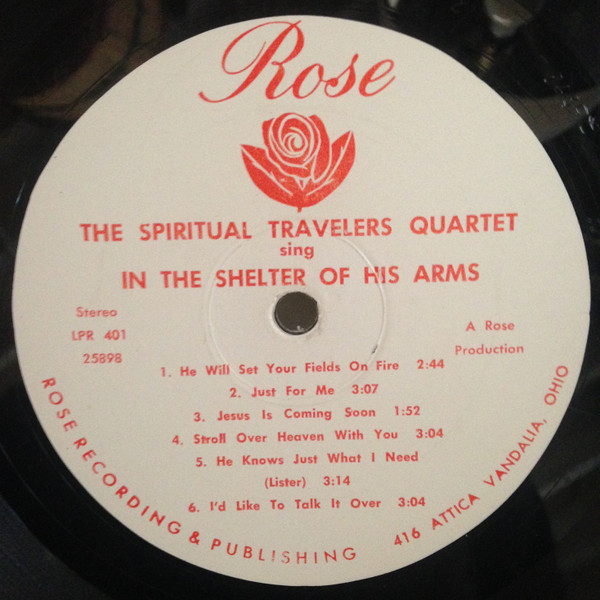 Rose
THE SPIRITUAL TRAVELERS QUARTET
sing
IN THE SHELTER OF HIS ARMS
Stereo
LPR 401
25898
A Rose
Production
1. He Will Set Your Fields On Fire 2:44
2. Just For Me 3:07
3. Jesus Is Coming Soon 1:52
4. Stroll Over Heaven With You 3:04
5. He Knows Just What I Need
(Lister) 3:14
6. I'd Like To Talk It Over 3:04
ROSE RECORDING & PUBLISHING 416 ATTICA VANDALIA, OHIO